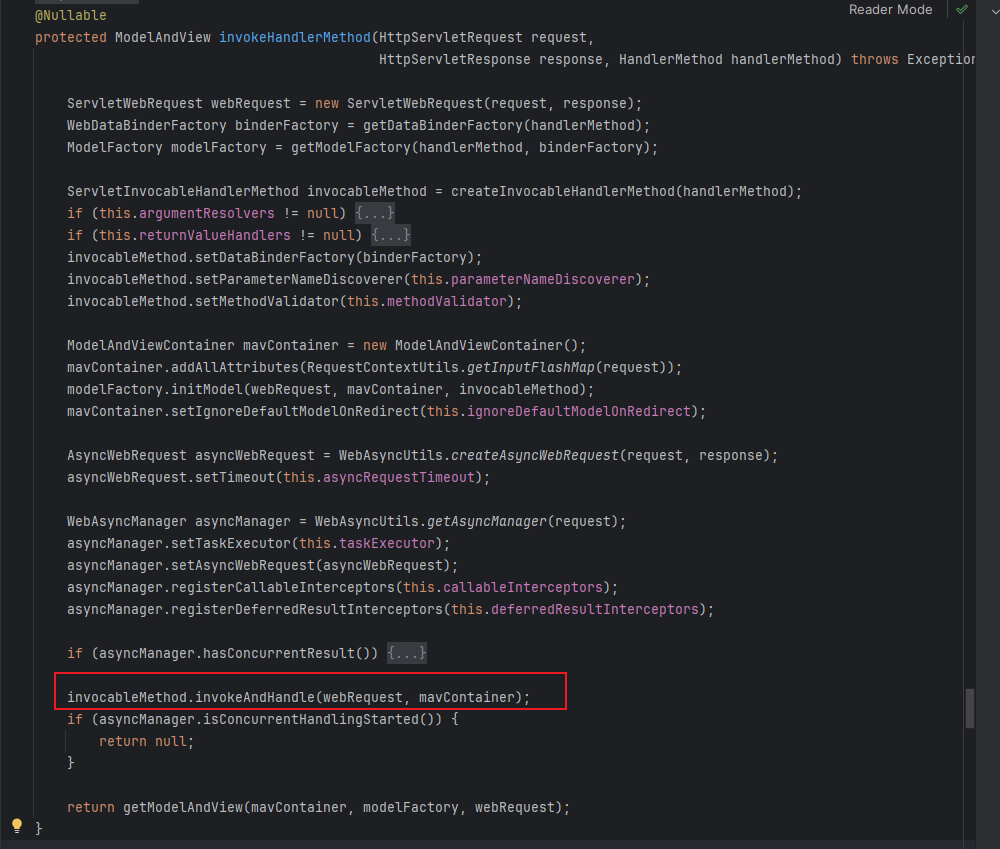 Reader Mode
@Nullable
protected ModelAndView invokeHandlerMethod(HttpServletRequest request,
HttpServletResponse response, HandlerMethod handlerMethod) throws Exception
ServletWebRequest webRequest = new ServletWebRequest(request, response);
WebDataBinderFactory binderFactory = getDataBinderFactory(handlerMethod);
ModelFactory modelFactory = getModelFactory(handlerMethod, binderFactory);
ServletInvocableHandlerMethod invocableMethod = createInvocableHandlerMethod(handlerMethod);
if (this.argumentResolvers != null) {...}
if (this.returnValueHandlers != null) {...}
invocableMethod.setDataBinderFactory(binderFactory);
invocableMethod.setParameterNameDiscoverer(this.parameterNameDiscoverer);
invocableMethod.setMethodValidator(this.methodValidator);
ModelAndViewContainer mavContainer = new ModelAndViewContainer();
mavContainer.addAllAttributes(RequestContextUtils.getInputFlashMap(request));
modelFactory.initModel(webRequest, mavContainer, invocableMethod);
mavContainer.setIgnoreDefaultModelOnRedirect(this.ignoreDefaultModelOnRedirect);
AsyncWebRequest asyncWebRequest = WebAsyncUtils.createAsyncWebRequest(request, response);
asyncWebRequest.setTimeout(this.asyncRequestTimeout);
WebAsyncManager asyncManager = WebAsyncUtils.getAsyncManager(request);
asyncManager.setTaskExecutor(this.taskExecutor);
asyncManager.setAsyncWebRequest(asyncWebRequest);
asyncManager.registerCallableInterceptors(this.callableInterceptors);
asyncManager.registerDeferredResultInterceptors(this.deferredResultInterceptors);
if (asyncManager.hasConcurrentResult()) {...}
invocableMethod.invokeAndHandle(webRequest, mavContainer);
if (asyncManager.isConcurrentHandlingStarted()) {
return null;
}
return getModelAndView(mavContainer, modelFactory, webRequest);
}